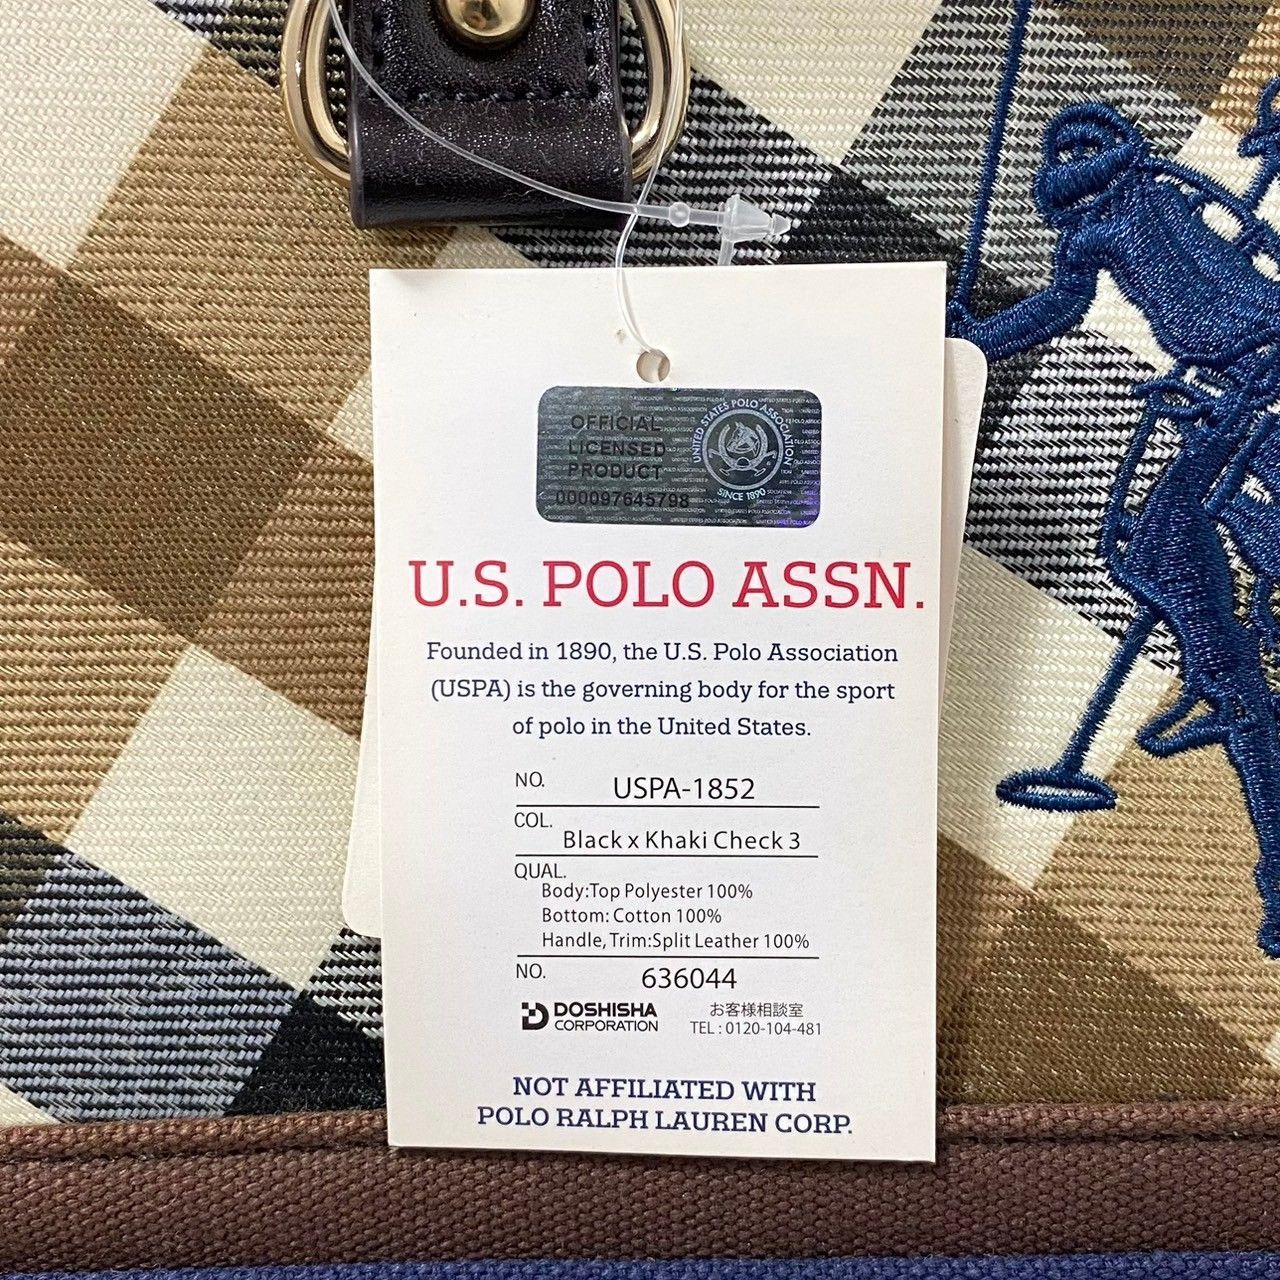 OFFICIAL
LICENSED
PRODUCT
000097645798
UNITED STATES POLO ASSOCIATION
SINCE 1890
U.S. POLO ASSN.
Founded in 1890, the U.S. Polo Association
(USPA) is the governing body for the sport
of polo in the United States.
NO. USPA-1852
COL. Black x Khaki Check 3
QUAL.
Body:Top Polyester 100%
Bottom: Cotton 100%
Handle, Trim:Split Leather 100%
NO. 636044
DOSHISHA
CORPORATION
お客様相談室
TEL : 0120-104-481
NOT AFFILIATED WITH
POLO RALPH LAUREN CORP.